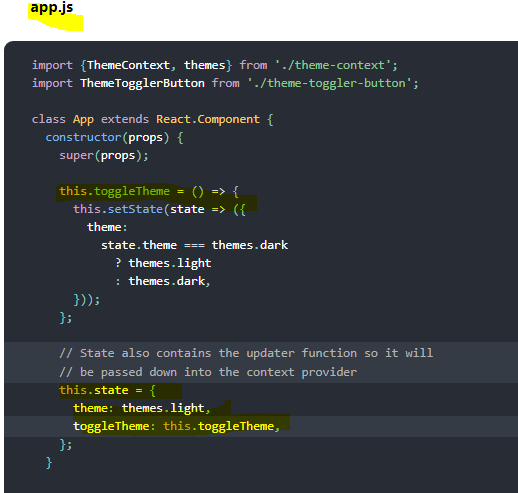 app.js
import {ThemeContext, themes} from './theme-context';
import ThemeTogglerButton from './theme-toggler-button';
class App extends React.Component {
constructor(props) {
super(props);
this.toggleTheme = () => {
this.setState(state => ({
theme:
state.theme === themes.dark
? themes.light
: themes.dark,
}));
};
// State also contains the updater function so it will
// be passed down into the context provider
this.state = {
theme: themes.light,
toggleTheme: this.toggleTheme,
};
}